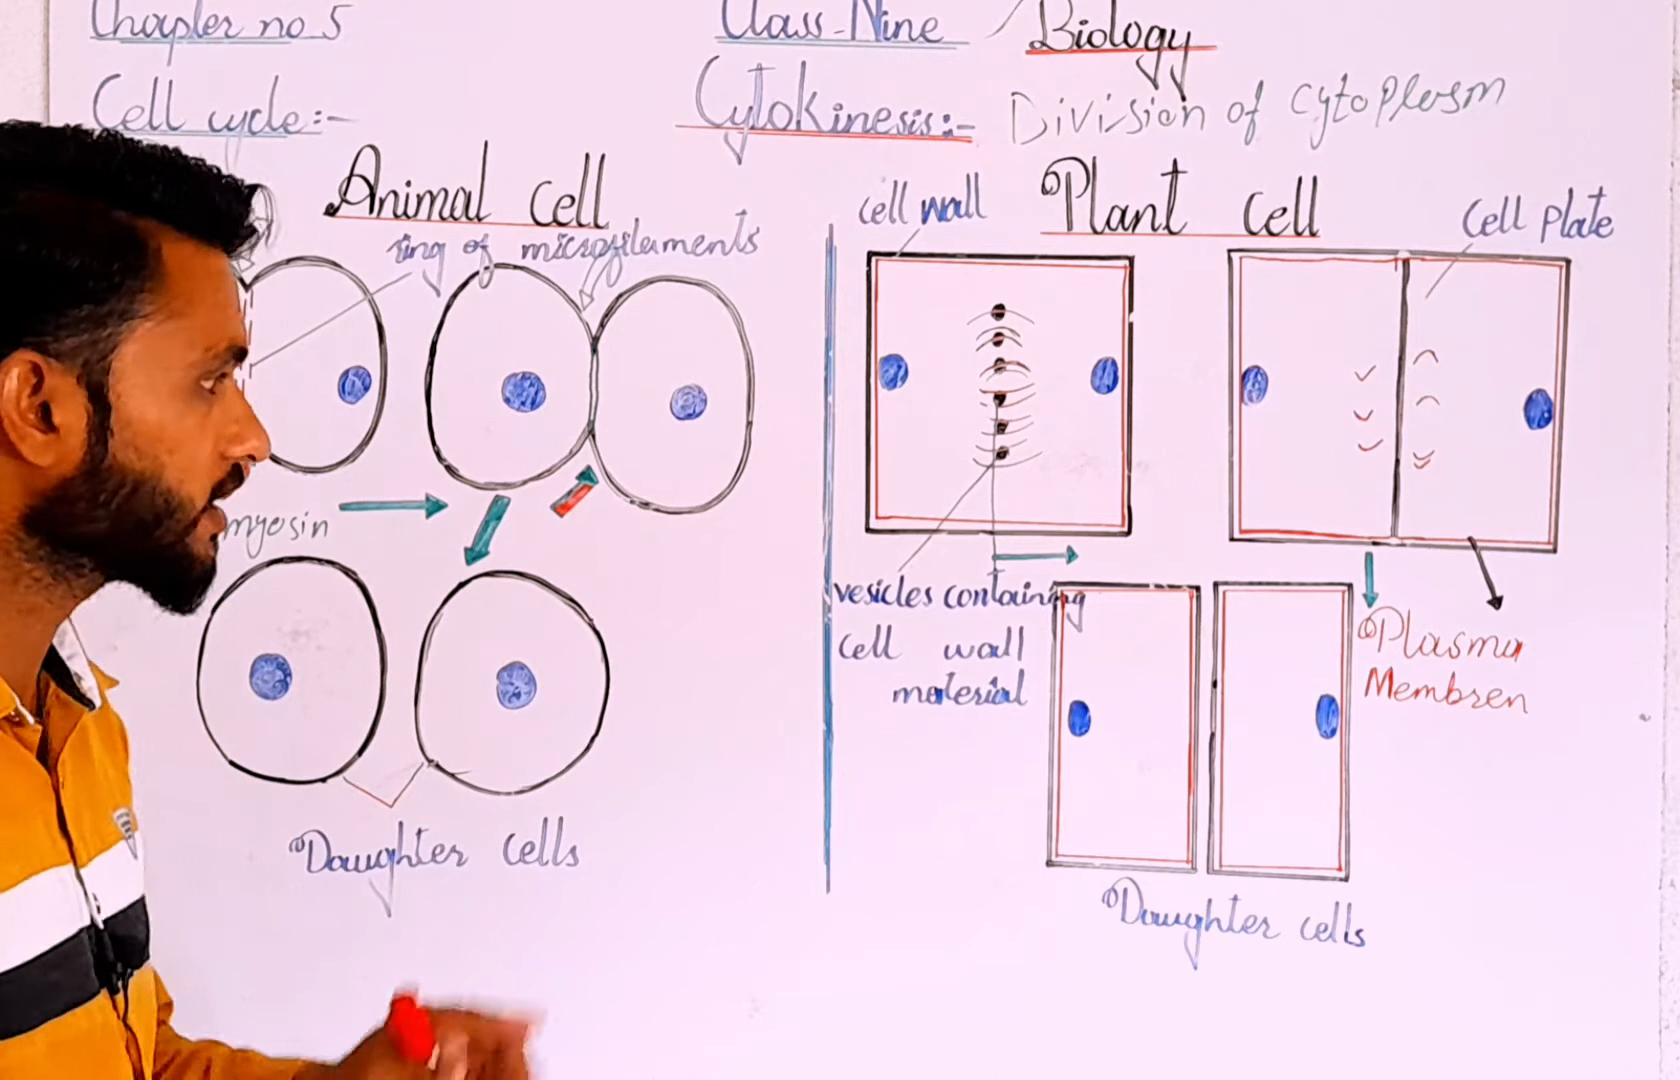 Chapter no 5
Class-Nine Biology
Cell cycle:-
Cytokinesis:- Division of cytoplasm
Animal cell
ring of microfilaments
myosin
Daughter cells
Plant cell
cell wall
cell plate
vesicles containing
cell wall
material
Plasma
Membren
Daughter cells